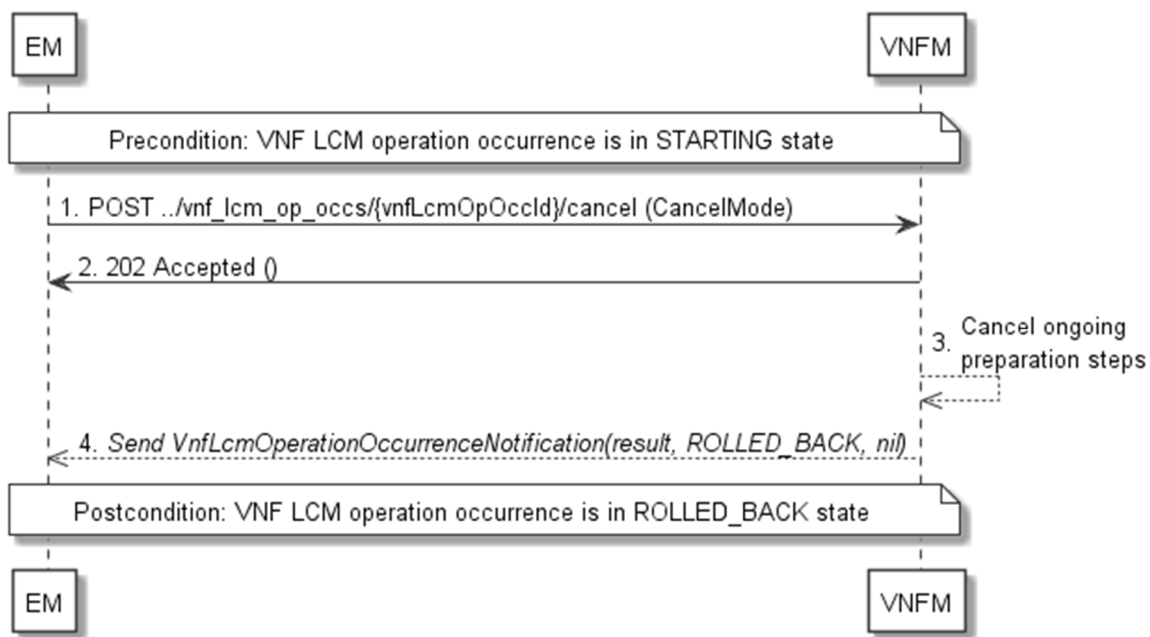 EM VNFM
Precondition: VNF LCM operation occurrence is in STARTING state
1. POST ../vnf_lcm_op_occs/{vnfLcmOpOccId}/cancel (CancelMode)
2. 202 Accepted ()
3. Cancel ongoing
preparation steps
4. Send VnfLcmOperationOccurrenceNotification(result, ROLLED_BACK, nil)
Postcondition: VNF LCM operation occurrence is in ROLLED_BACK state
EM VNFM